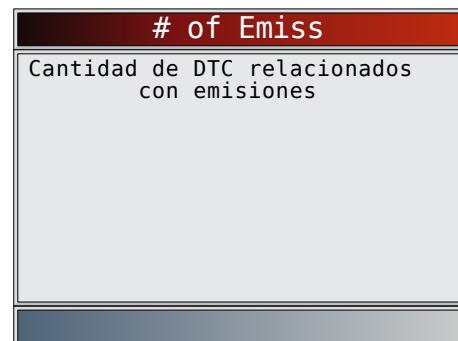 # of Emiss
Cantidad de DTC relacionados
con emisiones